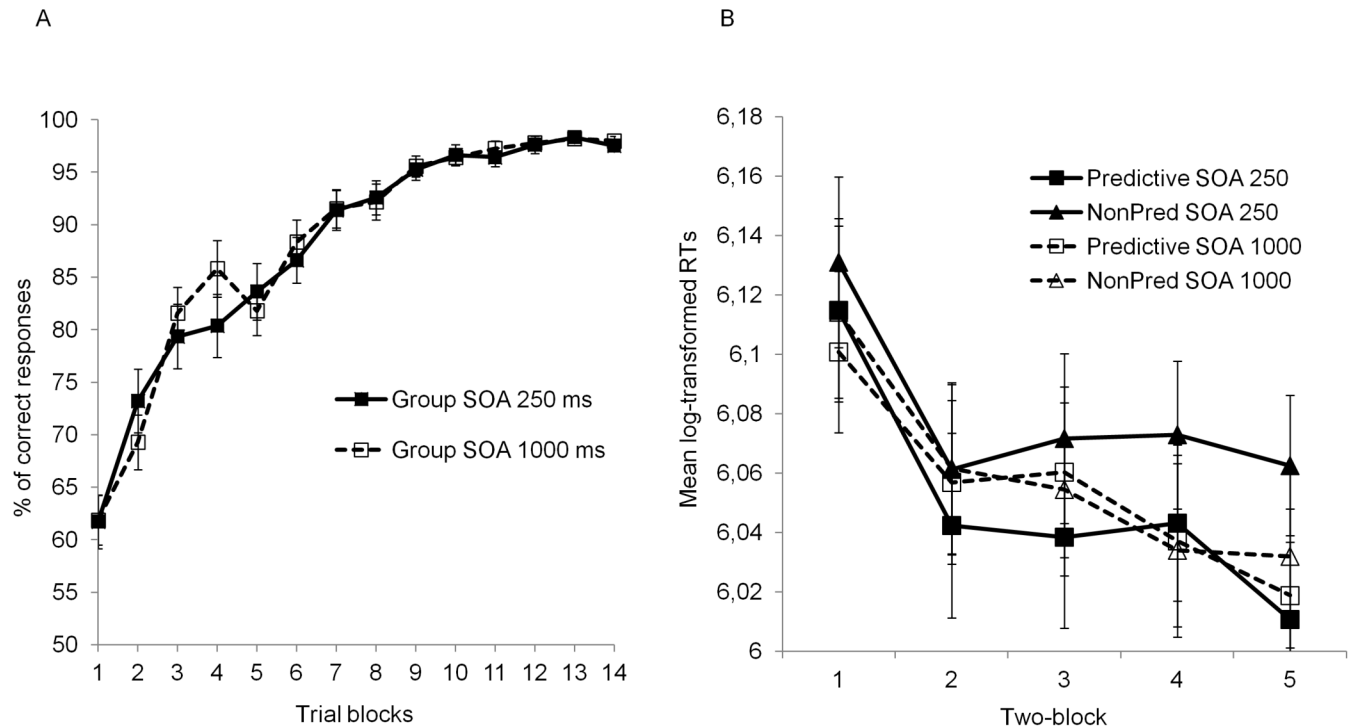 A
% of correct responses
100
95
90
85
80
75
70
65
60
55
50
Group SOA 250 ms
Group SOA 1000 ms
1 2 3 4 5 6 7 8 9 10 11 12 13 14
Trial blocks
B
Mean log-transformed RTs
6,18
6,16
6,14
6,12
6,1
6,08
6,06
6,04
6,02
6
Predictive SOA 250
NonPred SOA 250
Predictive SOA 1000
NonPred SOA 1000
1 2 3 4 5
Two-block